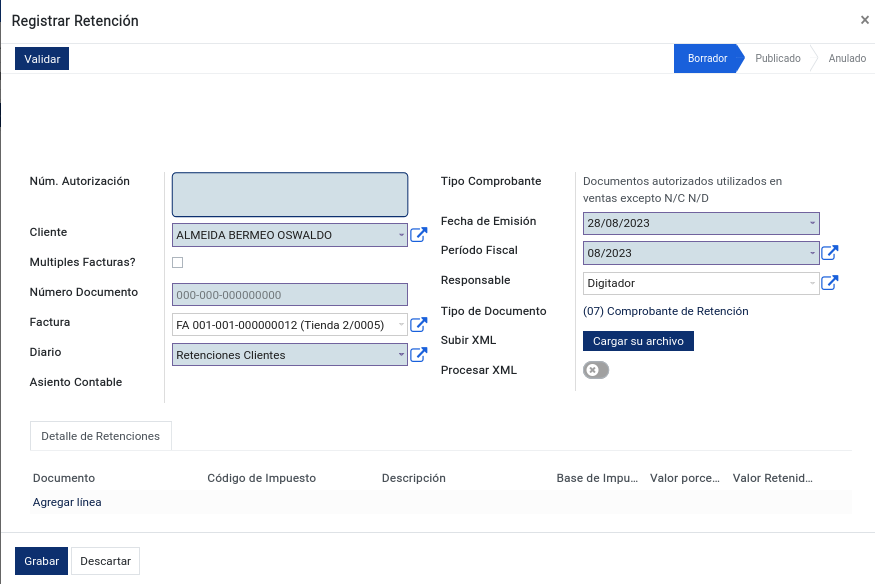 Registrar Retención
×
Validar
Borrador
Publicado
Anulado
Núm. Autorización
Cliente
ALMEIDA BERMEO OSWALDO
Multiples Facturas?
Número Documento
000-000-000000000
Factura
FA 001-001-000000012 (Tienda 2/0005)
Diario
Retenciones Clientes
Asiento Contable
Tipo Comprobante
Documentos autorizados utilizados en
ventas excepto N/C N/D
Fecha de Emisión
28/08/2023
Período Fiscal
08/2023
Responsable
Digitador
Tipo de Documento
(07) Comprobante de Retención
Subir XML
Cargar su archivo
Procesar XML
Detalle de Retenciones
Documento Código de Impuesto Descripción Base de Impu... Valor porce... Valor Retenid...
Agregar línea
Grabar
Descartar